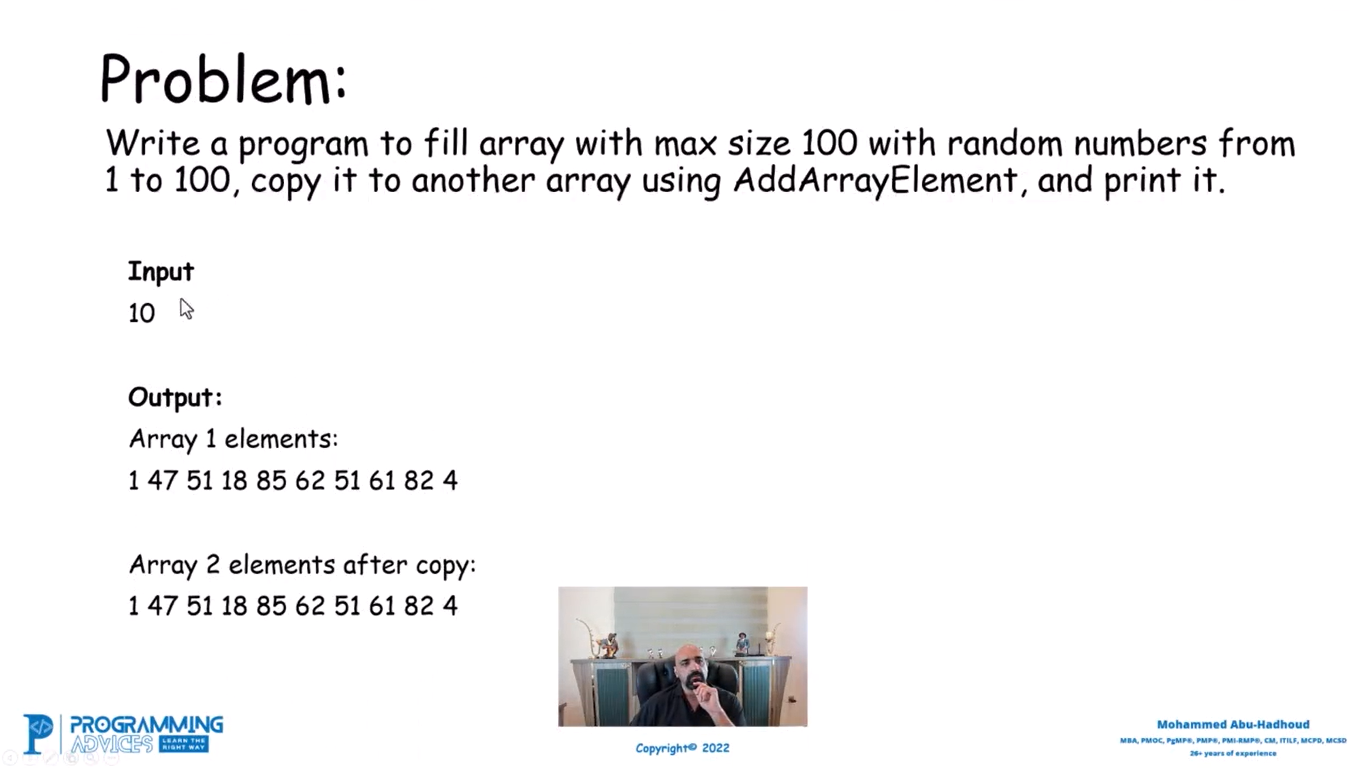 Problem:
Write a program to fill array with max size 100 with random numbers from
1 to 100, copy it to another array using AddArrayElement, and print it.
Input
10
Output:
Array 1 elements:
1 47 51 18 85 62 51 61 82 4
Array 2 elements after copy:
1 47 51 18 85 62 51 61 82 4
PROGRAMMING
ADVICES
LEARN THE
RIGHT WAY
Copyright© 2022
Mohammed Abu-Hadhoud
MBA, PMOC, PgMP®, PMP®, PMI-RMP®, CM, ITILF, MCPD, MCSD
26+ years of experience